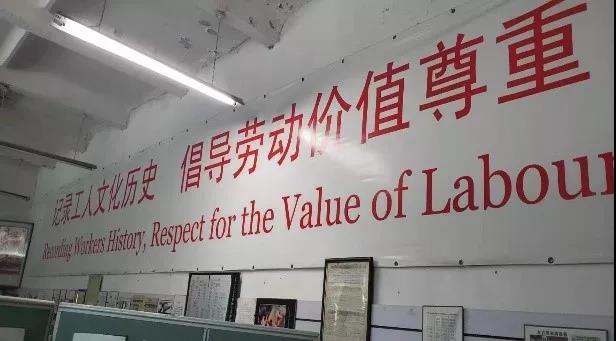 记录工人文化历史 倡导劳动价值尊重
Recording Workers History, Respect for the Value of Labour